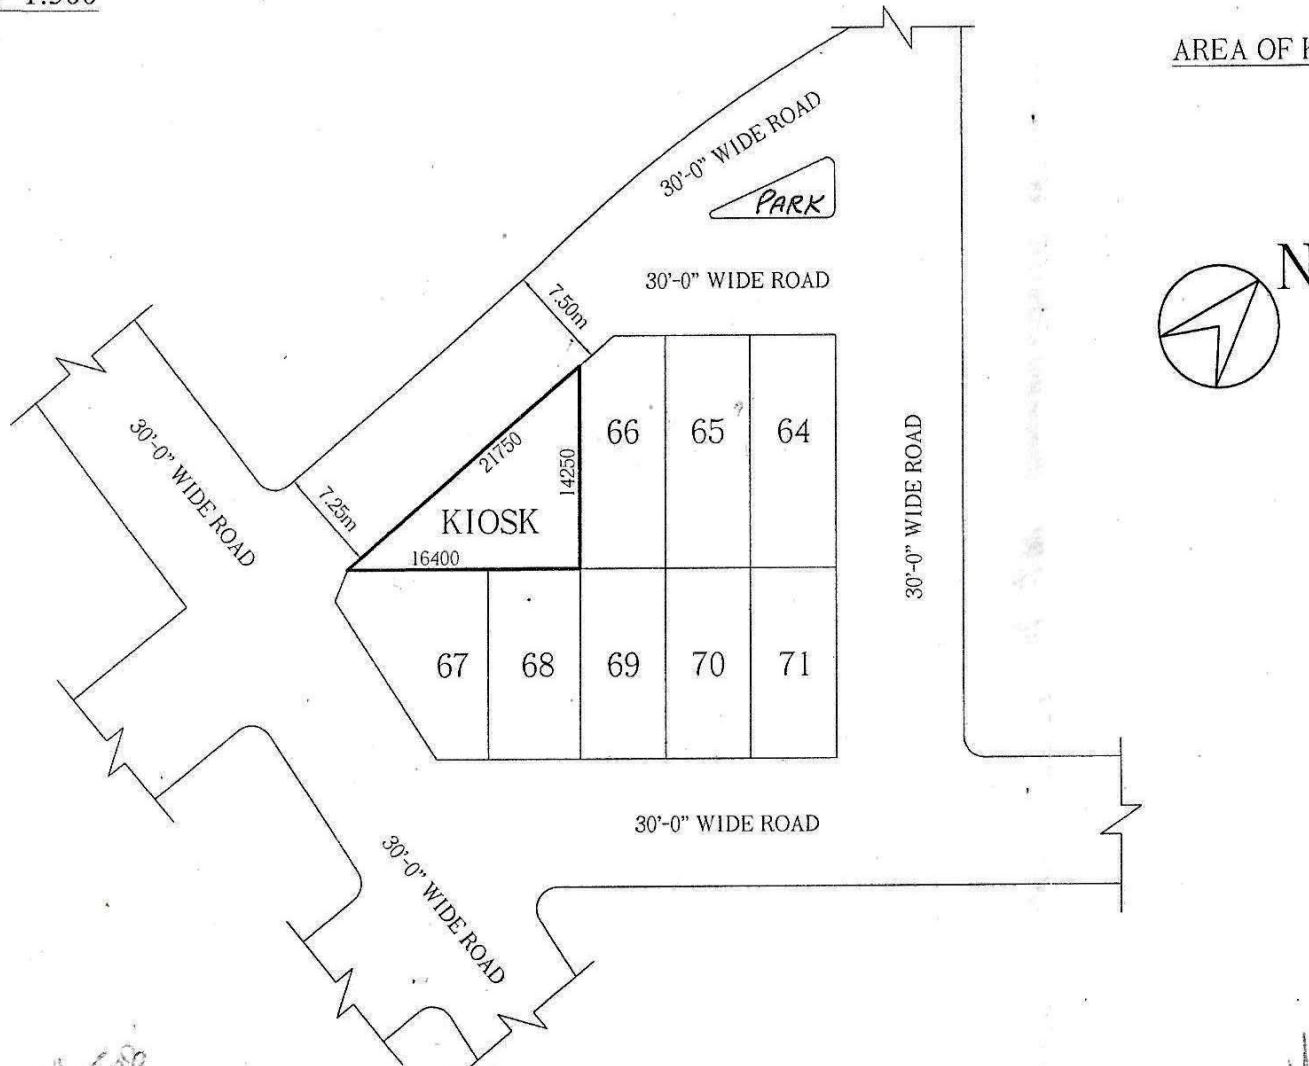 1:500
AREA OF
30'-0" WIDE ROAD
PARK
N
30'-0" WIDE ROAD
7.50m
30'-0" WIDE ROAD
66
65
64
21750
14250
30'-0" WIDE ROAD
7.25m
KIOSK
16400
67
68
69
70
71
30'-0" WIDE ROAD
30'-0" WIDE ROAD